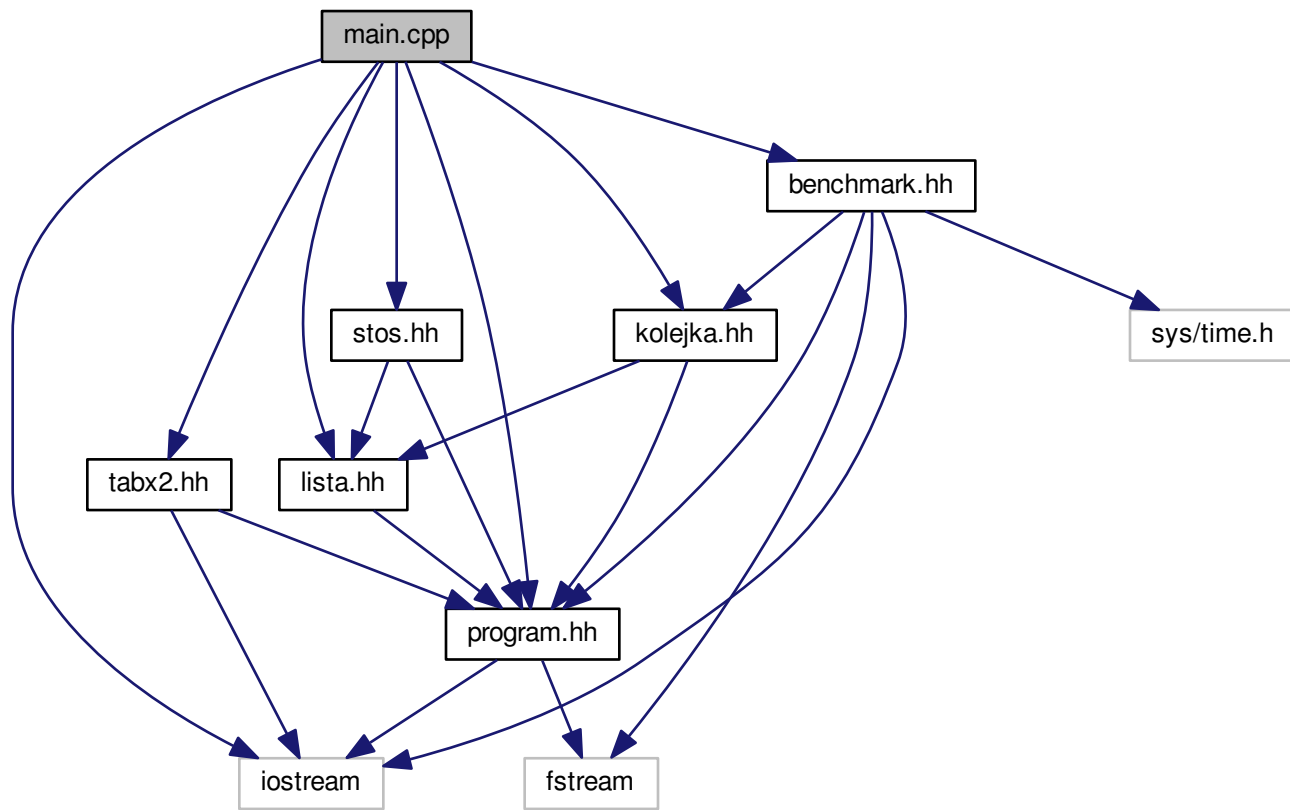 main.cpp
benchmark.hh
stos.hh
kolejka.hh
sys/time.h
tabx2.hh
lista.hh
program.hh
iostream
fstream